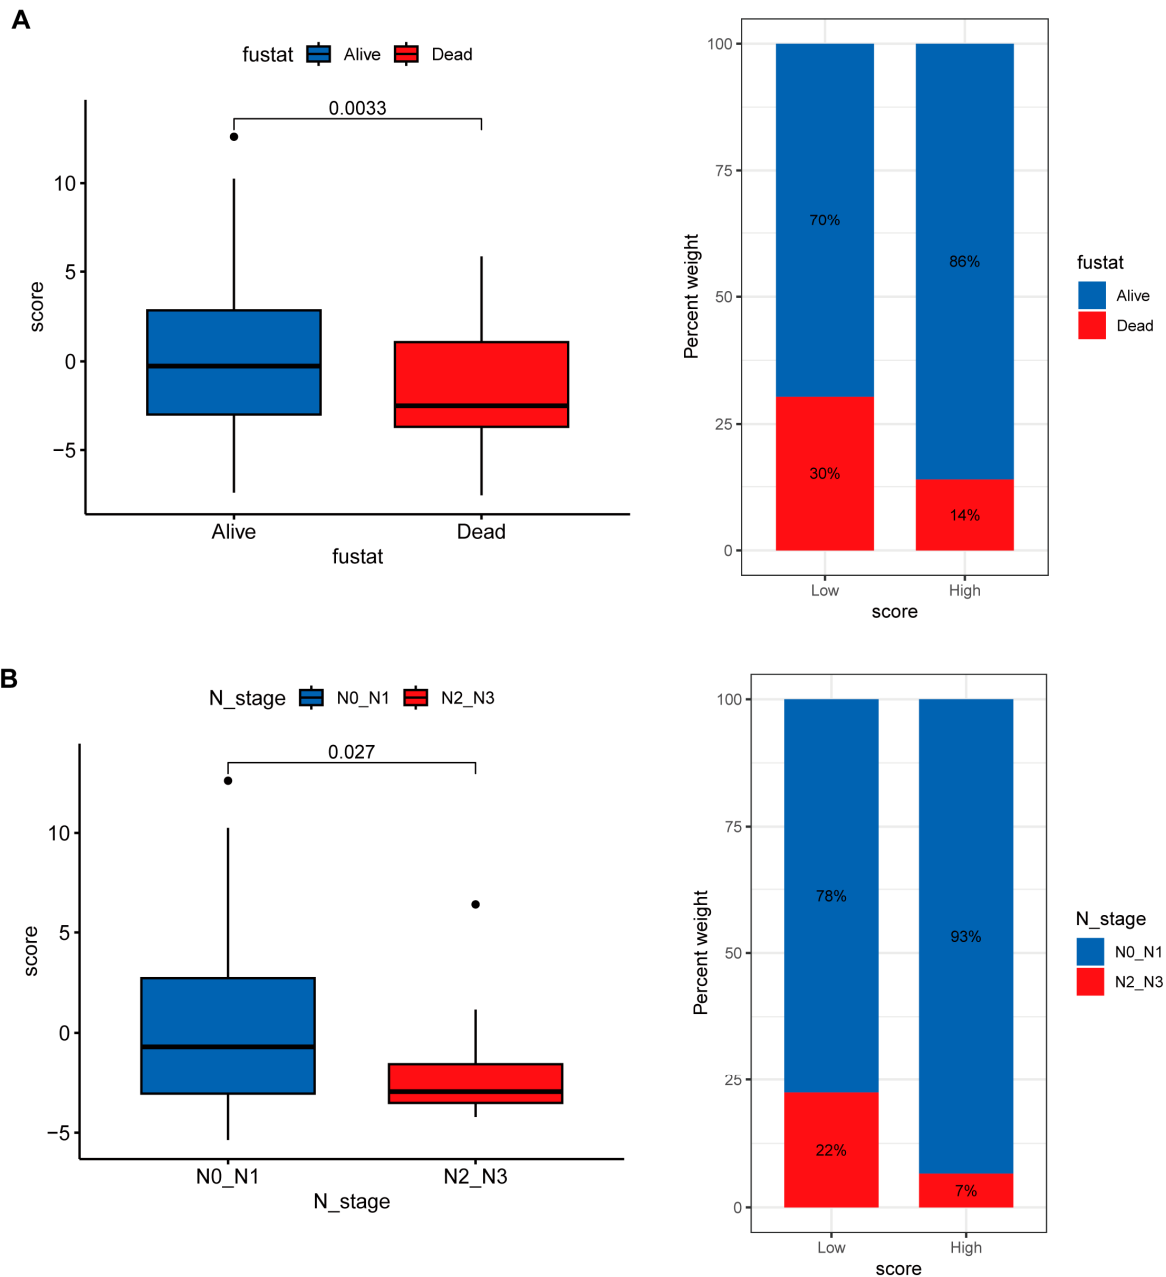 A
fustat Alive Dead
0.0033
10
5
0
−5
score
Alive Dead
fustat
100
75
50
25
0
Percent weight
70%
86%
30%
14%
Low High
score
fustat
Alive
Dead
B
N_stage N0_N1 N2_N3
0.027
10
5
0
−5
score
N0_N1 N2_N3
N_stage
100
75
50
25
0
Percent weight
78%
93%
22%
7%
Low High
score
N_stage
N0_N1
N2_N3